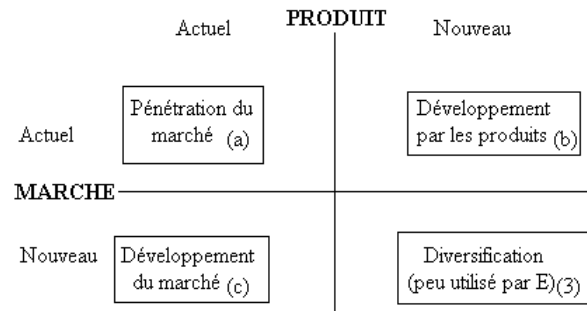 PRODUIT
Actuel Nouveau
Pénétration du
marché (a)
Développement
par les produits (b)
Actuel
MARCHE
Nouveau
Développement
du marché (c)
Diversification
(peu utilisé par E)(3)